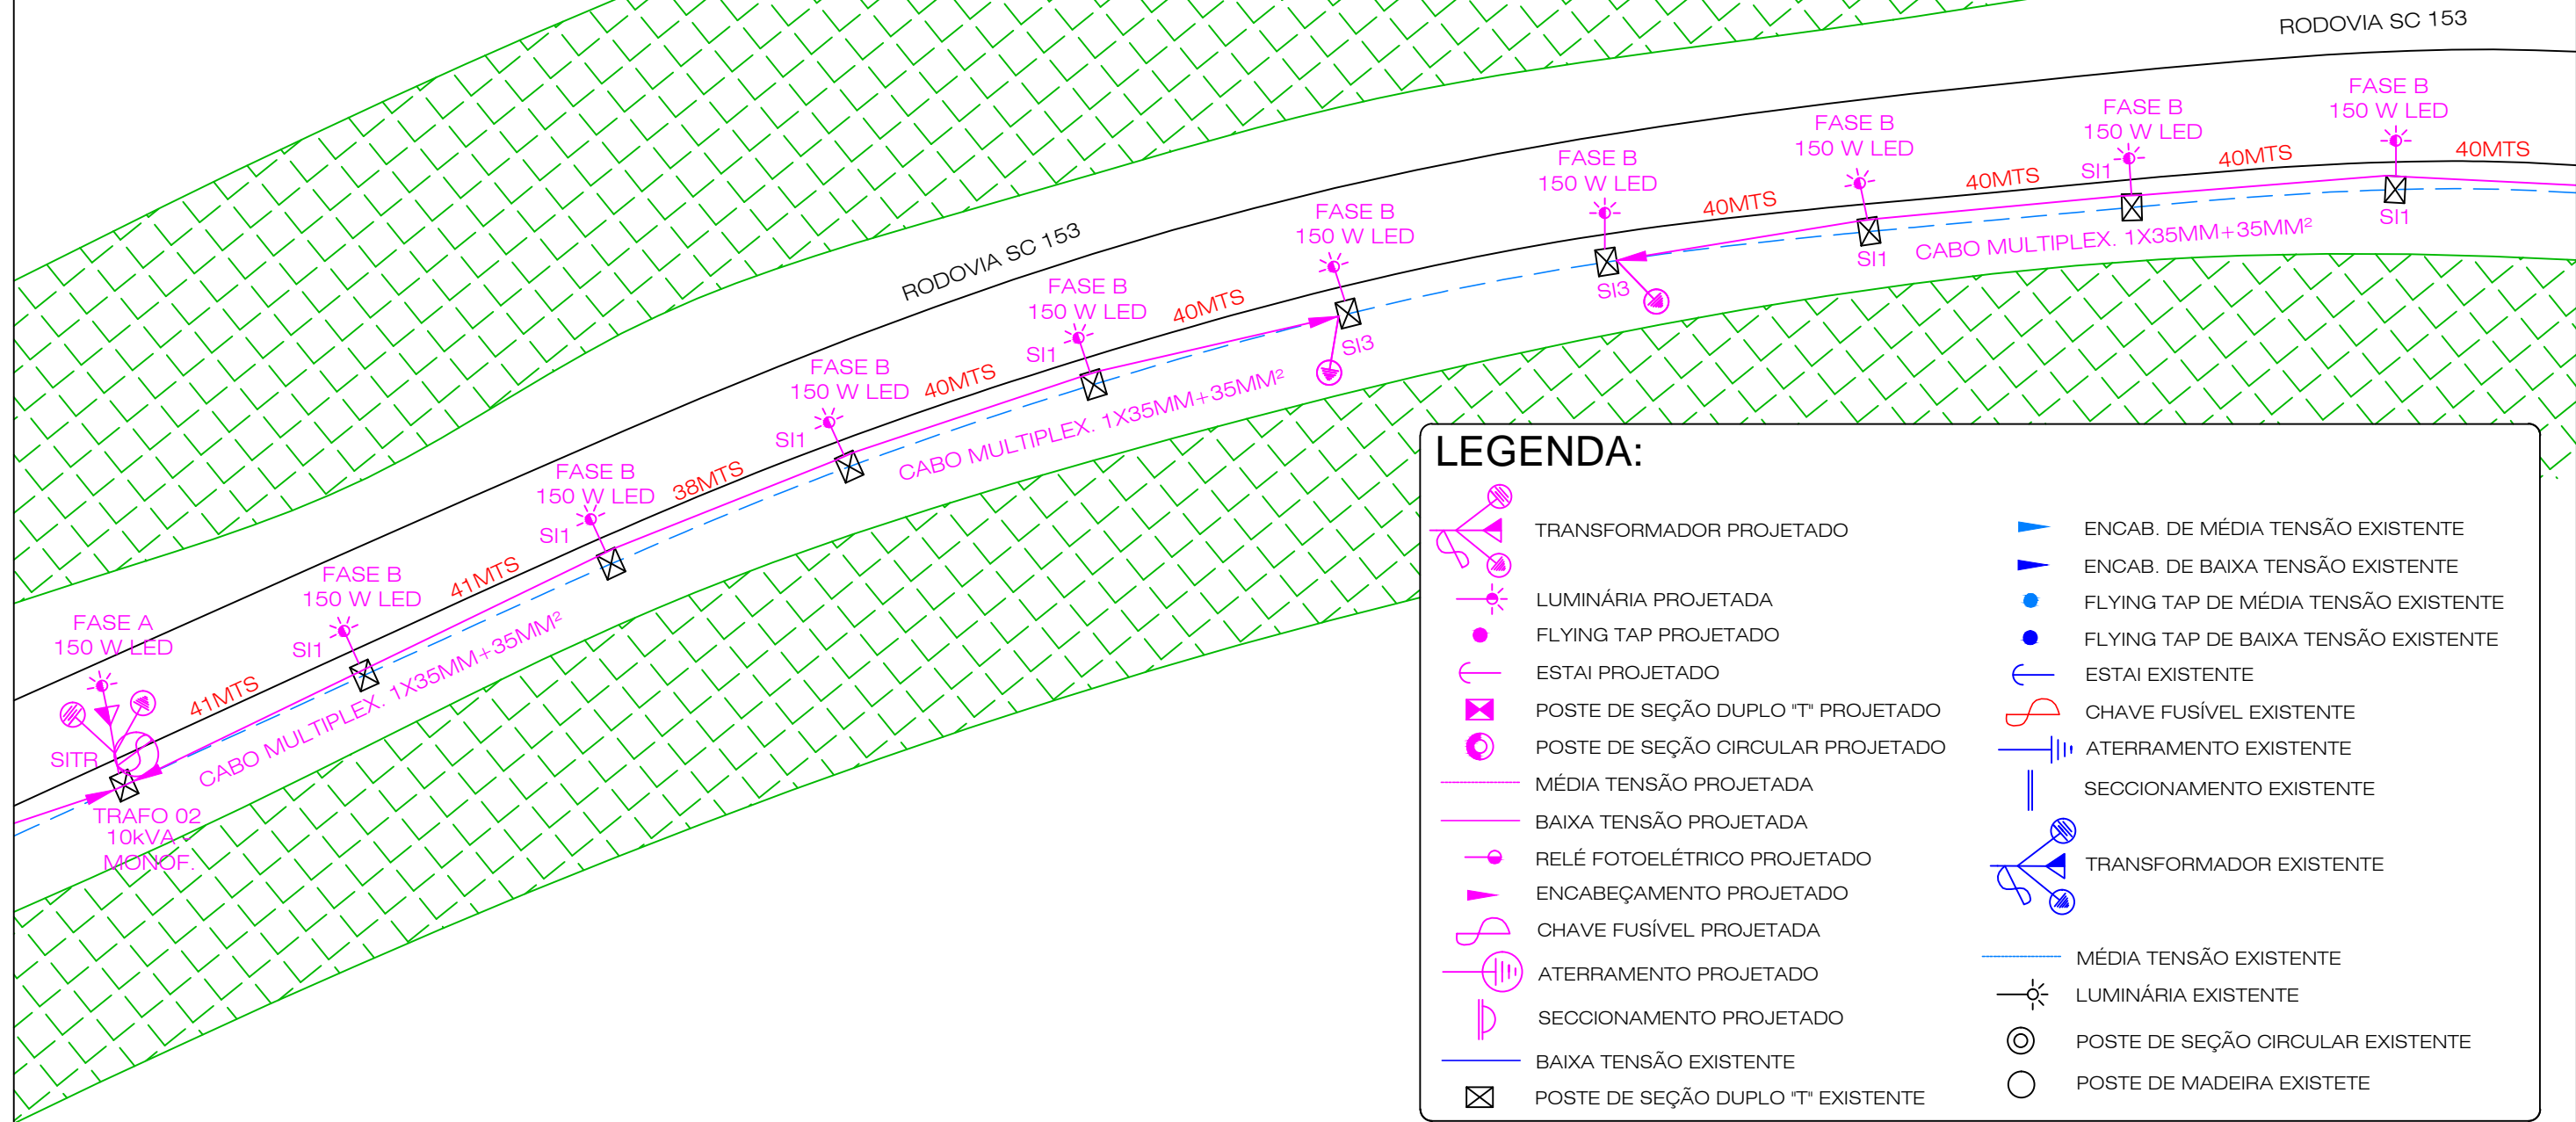 RODOVIA SC 153
FASE B
150 W LED
40MTS
FASE B
150 W LED
SI1
40MTS
SI1
FASE B
150 W LED
40MTS
SI1
CABO MULTIPLEX. 1X35MM+35MM²
FASE B
150 W LED
40MTS
SI3
FASE B
150 W LED
SI3
RODOVIA SC 153
FASE B
150 W LED
40MTS
SI1
FASE B
150 W LED
40MTS
SI1
CABO MULTIPLEX. 1X35MM+35MM²
FASE B
150 W LED
38MTS
SI1
FASE B
150 W LED
41MTS
SI1
FASE A
150 W LED
41MTS
SITR
CABO MULTIPLEX. 1X35MM+35MM²
TRAFO 02
10kVA
MONOF.
LEGENDA:
TRANSFORMADOR PROJETADO
LUMINÁRIA PROJETADA
FLYING TAP PROJETADO
ESTAI PROJETADO
POSTE DE SEÇÃO DUPLO "T" PROJETADO
POSTE DE SEÇÃO CIRCULAR PROJETADO
MÉDIA TENSÃO PROJETADA
BAIXA TENSÃO PROJETADA
RELÉ FOTOELÉTRICO PROJETADO
ENCABEÇAMENTO PROJETADO
CHAVE FUSÍVEL PROJETADA
ATERRAMENTO PROJETADO
SECCIONAMENTO PROJETADO
BAIXA TENSÃO EXISTENTE
POSTE DE SEÇÃO DUPLO "T" EXISTENTE
ENCAB. DE MÉDIA TENSÃO EXISTENTE
ENCAB. DE BAIXA TENSÃO EXISTENTE
FLYING TAP DE MÉDIA TENSÃO EXISTENTE
FLYING TAP DE BAIXA TENSÃO EXISTENTE
ESTAI EXISTENTE
CHAVE FUSÍVEL EXISTENTE
ATERRAMENTO EXISTENTE
SECCIONAMENTO EXISTENTE
TRANSFORMADOR EXISTENTE
MÉDIA TENSÃO EXISTENTE
LUMINÁRIA EXISTENTE
POSTE DE SEÇÃO CIRCULAR EXISTENTE
POSTE DE MADEIRA EXISTETE